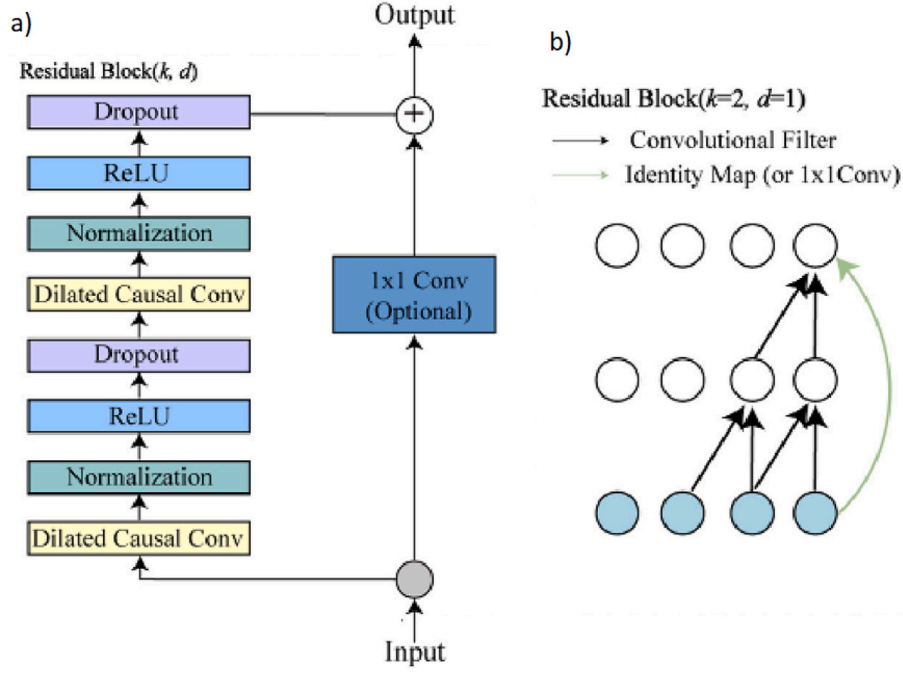 a)
Output
Residual Block(k, d)
Dropout
ReLU
Normalization
Dilated Causal Conv
Dropout
ReLU
Normalization
Dilated Causal Conv
+
1x1 Conv
(Optional)
Input
b)
Residual Block(k=2, d=1)
Convolutional Filter
Identity Map (or 1x1Conv)